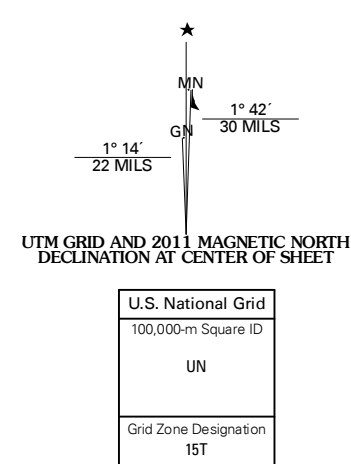 ★
MN
1° 42´
30 MILS
GN
1° 14´
22 MILS
UTM GRID AND 2011 MAGNETIC NORTH
DECLINATION AT CENTER OF SHEET
U.S. National Grid
100,000-m Square ID
UN
Grid Zone Designation
15T